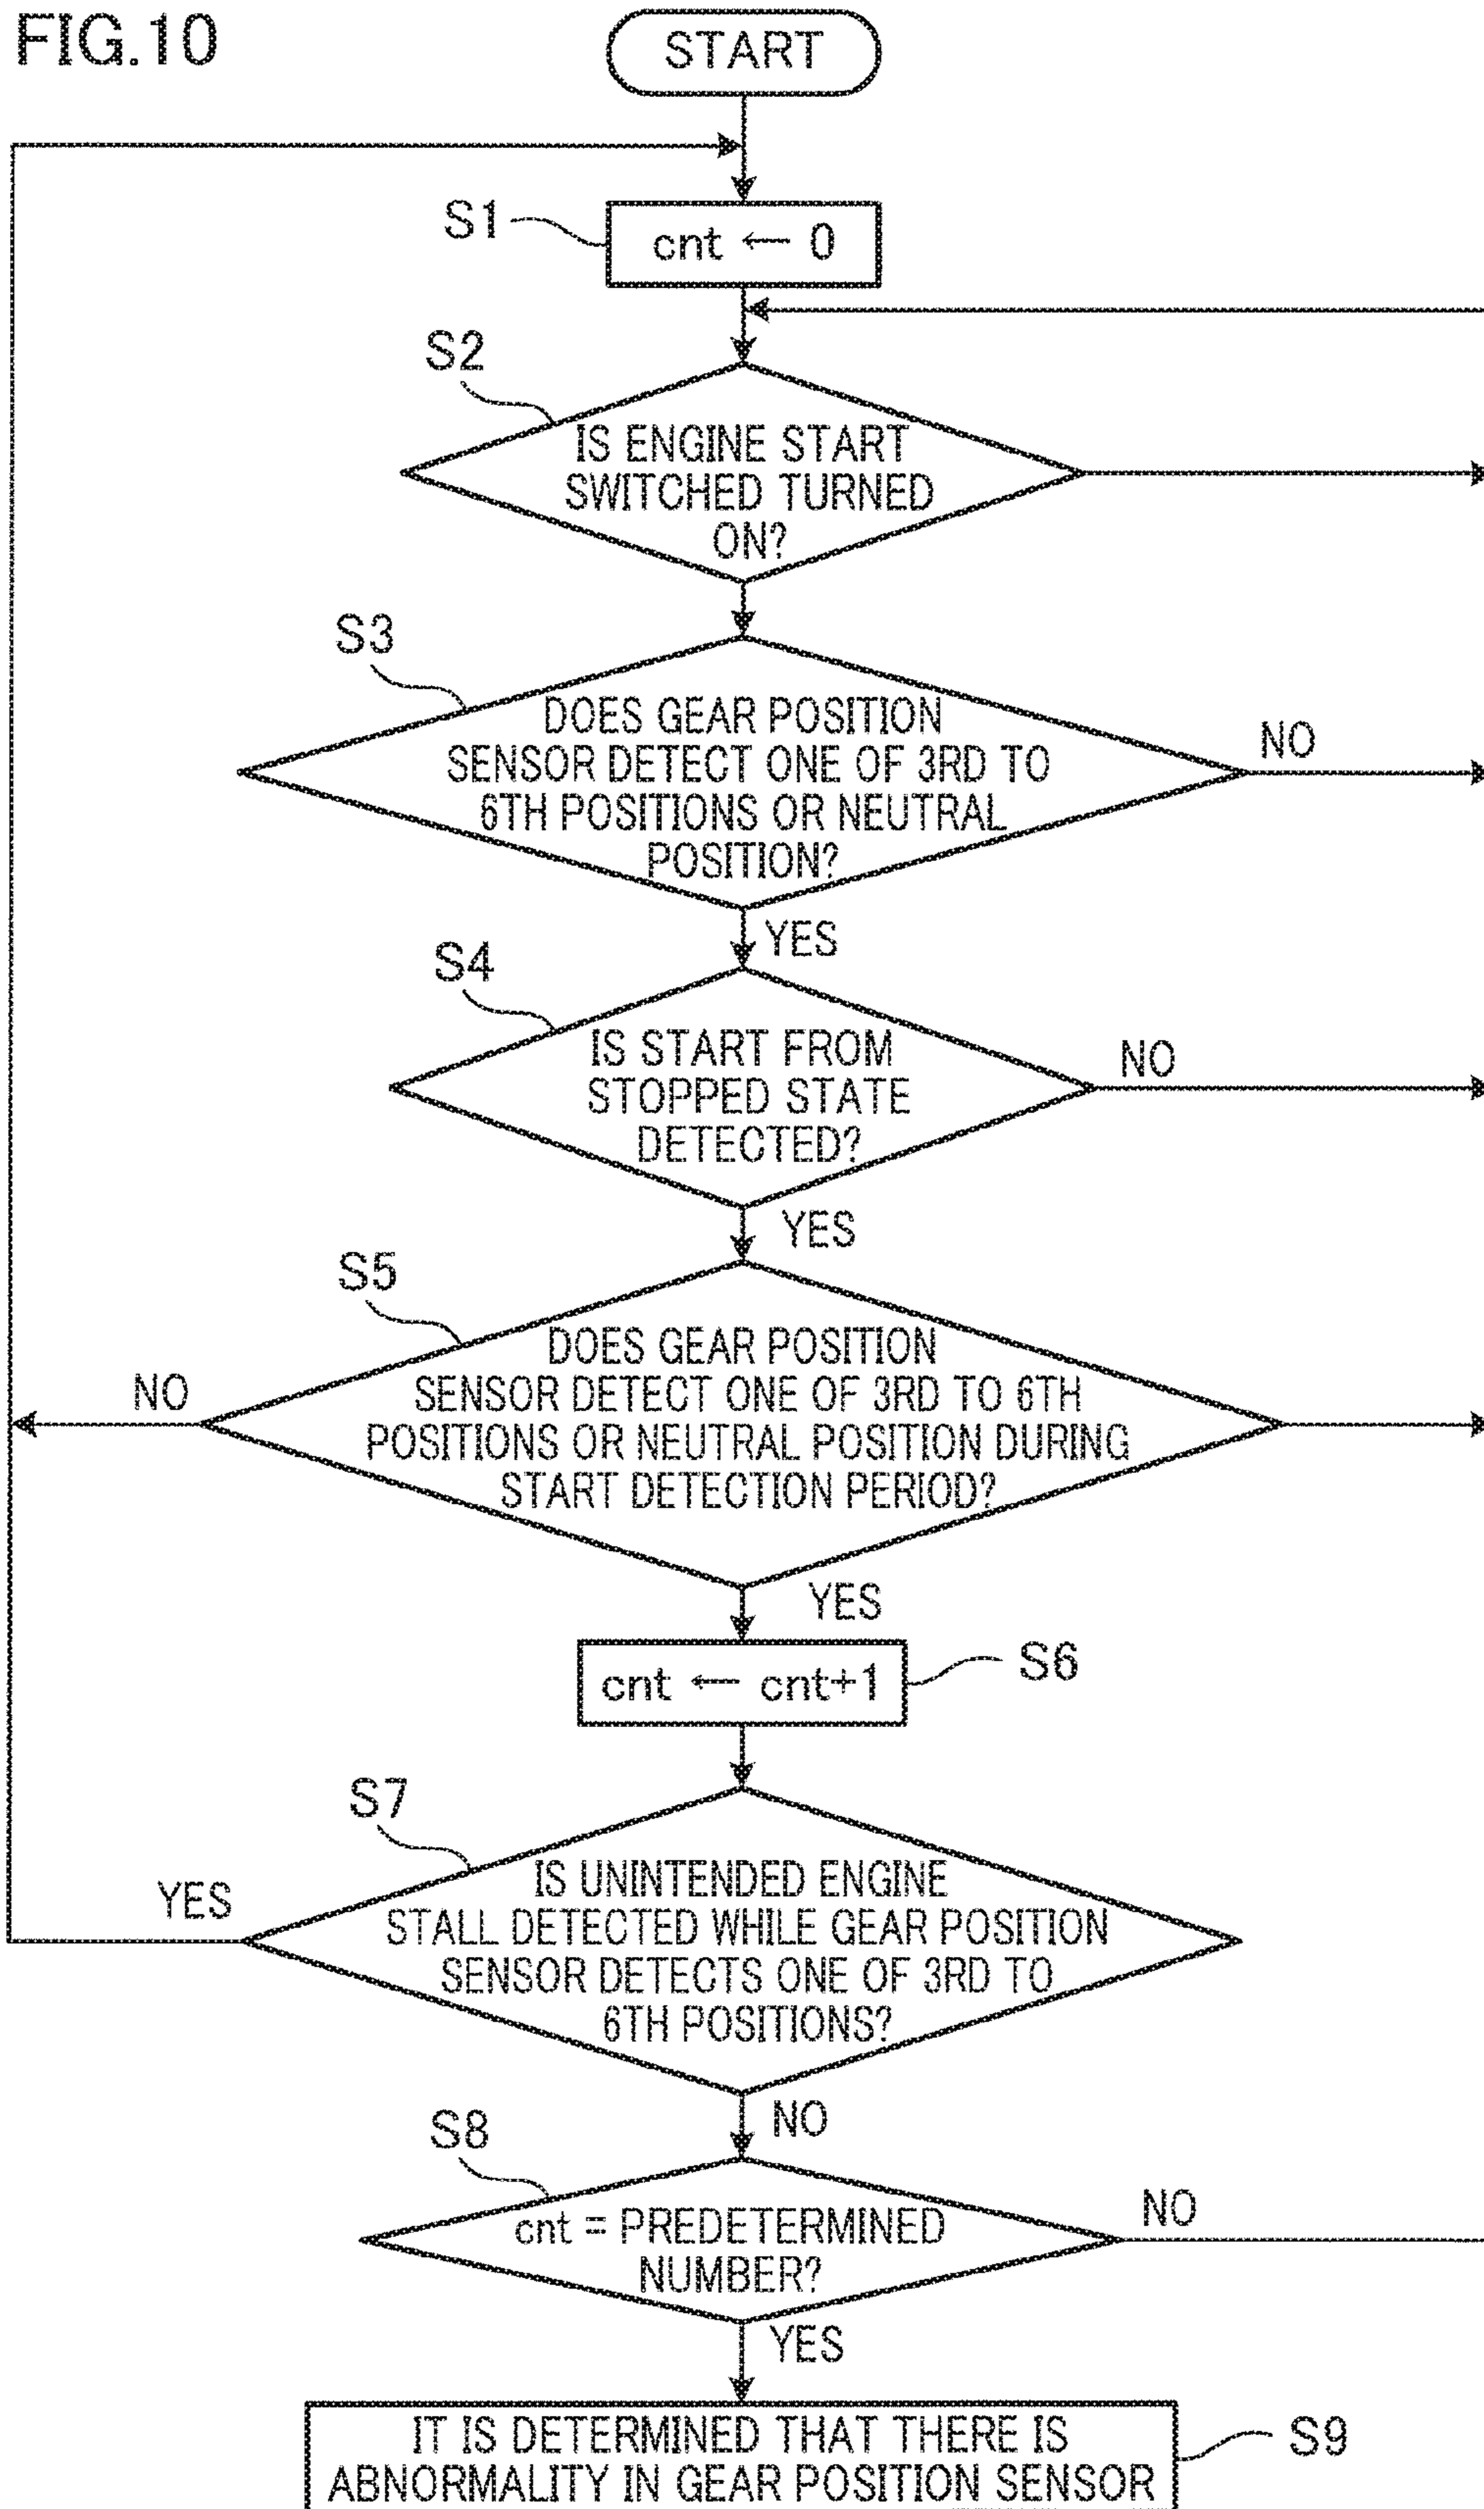 FIG.10
START
S1
cnt ← 0
S2
IS ENGINE START
SWITCHED TURNED
ON?
S3
DOES GEAR POSITION
SENSOR DETECT ONE OF 3RD TO
6TH POSITIONS OR NEUTRAL
POSITION?
NO
YES
S4
IS START FROM
STOPPED STATE
DETECTED?
NO
YES
S5
DOES GEAR POSITION
SENSOR DETECT ONE OF 3RD TO 6TH
POSITIONS OR NEUTRAL POSITION DURING
START DETECTION PERIOD?
NO
YES
cnt ← cnt+1
S6
S7
IS UNINTENDED ENGINE
STALL DETECTED WHILE GEAR POSITION
SENSOR DETECTS ONE OF 3RD TO
6TH POSITIONS?
YES
NO
S8
cnt = PREDETERMINED
NUMBER?
NO
YES
IT IS DETERMINED THAT THERE IS
ABNORMALITY IN GEAR POSITION SENSOR
S9